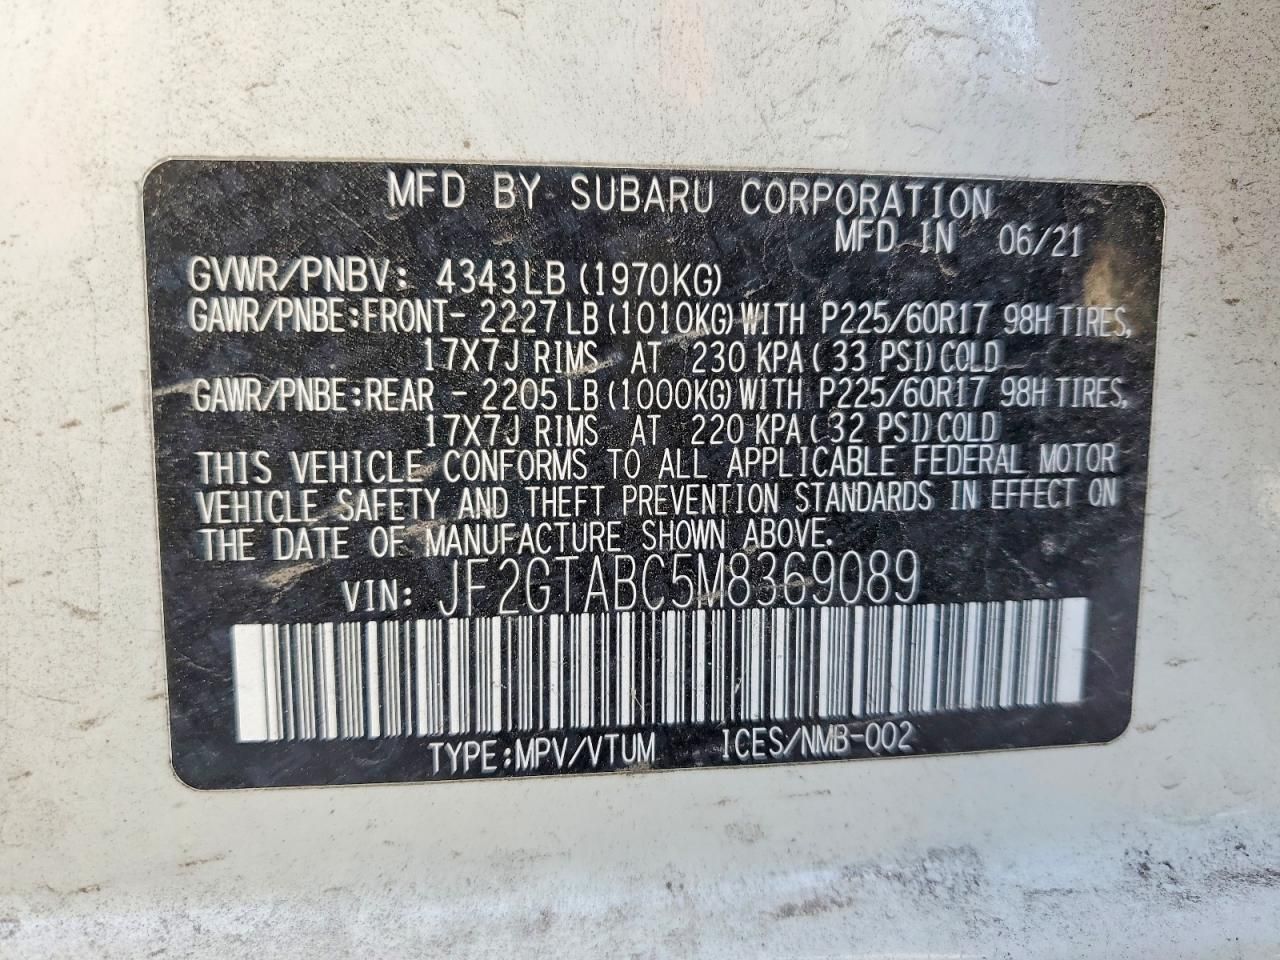 MFD BY SUBARU CORPORATION
MFD IN 06/21
GVWR/PNBV: 4343LB (1970KG)
GAWR/PNBE:FRONT- 2227LB (1010KG) WITH P225/60R17 98H TIRES,
17X7J RIMS AT 230 KPA ( 33 PSI) COLD
GAWR/PNBE:REAR - 2205LB (1000KG) WITH P225/60R17 98H TIRES,
17X7J RIMS AT 220 KPA ( 32 PSI) COLD
THIS VEHICLE CONFORMS TO ALL APPLICABLE FEDERAL MOTOR
VEHICLE SAFETY AND THEFT PREVENTION STANDARDS IN EFFECT ON
THE DATE OF MANUFACTURE SHOWN ABOVE.
VIN: JF2GTABC5M8369089
TYPE:MPV/VTUM ICES/NMB-002